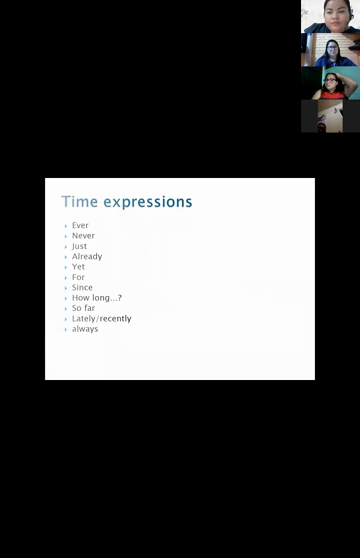 Time expressions
Ever
Never
Just
Already
Yet
For
Since
How long...?
So far
Lately/recently
always